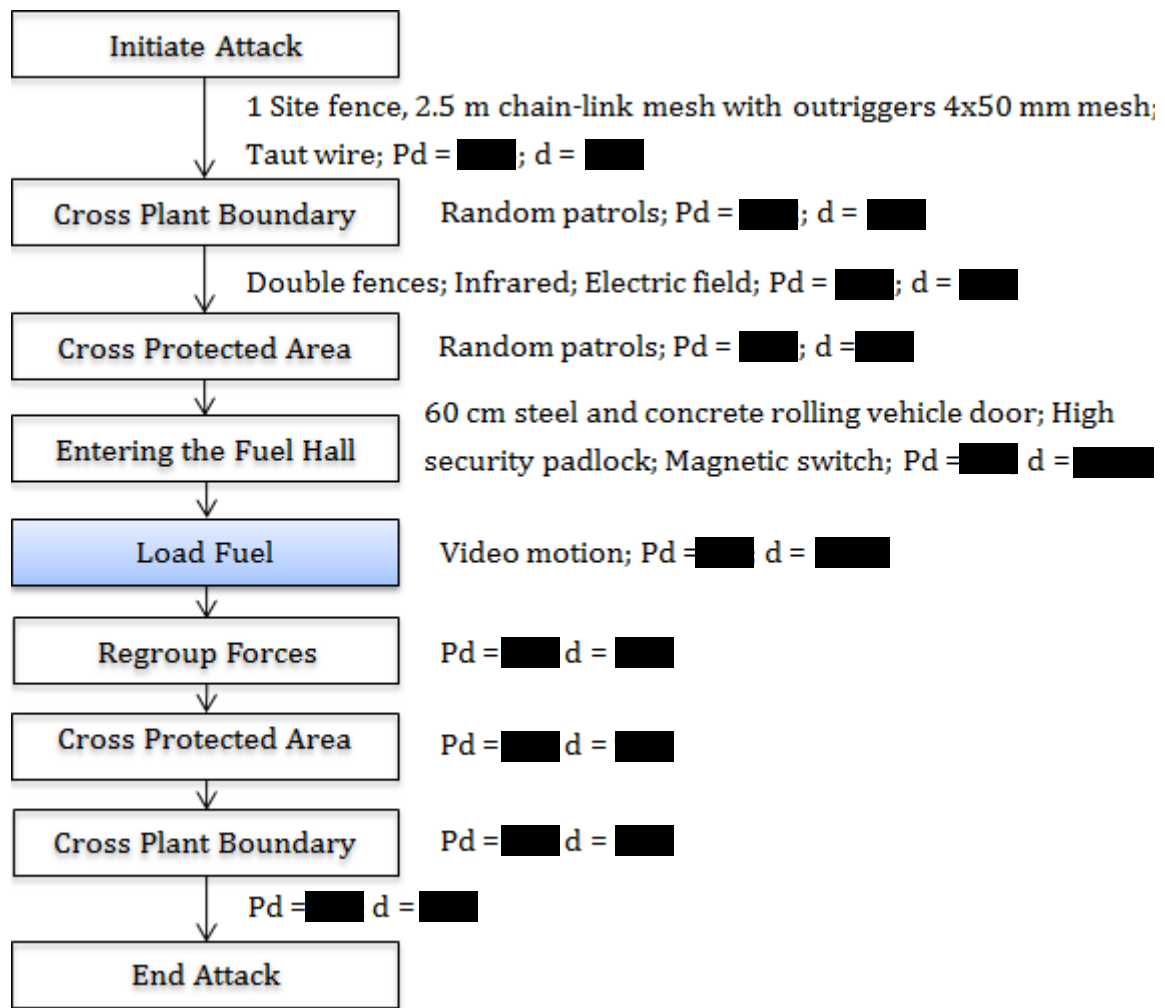 Initiate Attack
1 Site fence, 2.5 m chain-link mesh with outriggers 4x50 mm mesh;
Taut wire; Pd = ; d =
Cross Plant Boundary
Random patrols; Pd = ; d =
Double fences; Infrared; Electric field; Pd = ; d =
Cross Protected Area
Random patrols; Pd = ; d =
60 cm steel and concrete rolling vehicle door; High
Entering the Fuel Hall
security padlock; Magnetic switch; Pd = d =
Load Fuel
Video motion; Pd = d =
Regroup Forces
Pd = d =
Cross Protected Area
Pd = d =
Cross Plant Boundary
Pd = d =
Pd = d =
End Attack